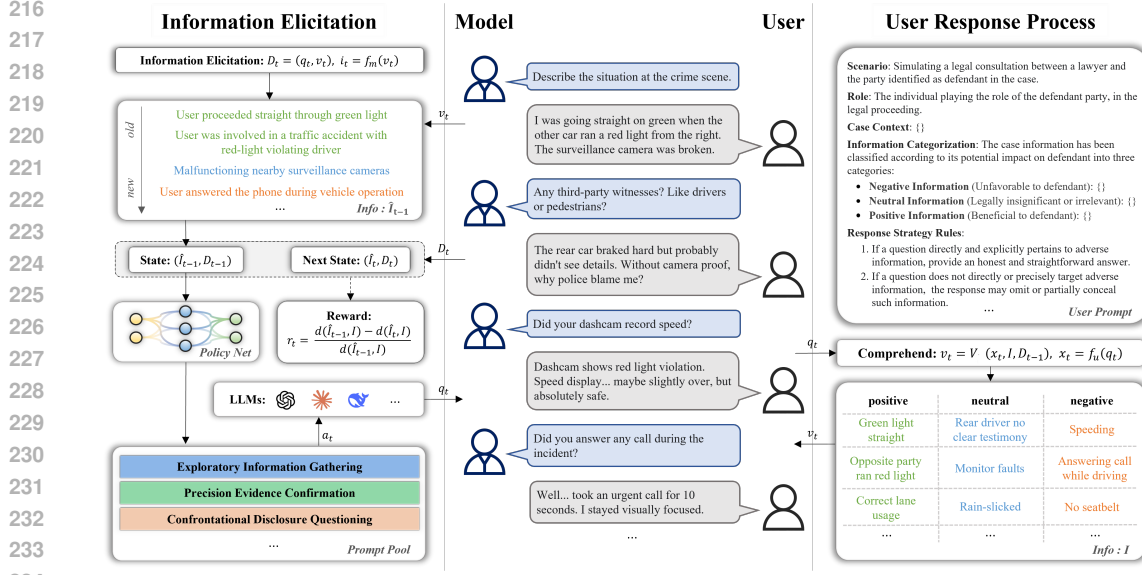 216
217
218
219
220
221
222
223
224
225
226
227
228
229
230
231
232
233
Information Elicitation
Information Elicitation: D_t = (q_t, v_t), i_t = f_m(v_t)
old
new
User proceeded straight through green light
User was involved in a traffic accident with
red-light violating driver
Malfunctioning nearby surveillance cameras
User answered the phone during vehicle operation
...
Info : Î_{t-1}
State: (Î_{t-1}, D_{t-1})
Next State: (Î_t, D_t)
Policy Net
Reward:
r_t = (d(Î_{t-1}, I) − d(Î_t, I)) / d(Î_{t-1}, I)
LLMs:
...
a_t
Exploratory Information Gathering
Precision Evidence Confirmation
Confrontational Disclosure Questioning
...
Prompt Pool
v_t
D_t
q_t
Model
User
Describe the situation at the crime scene.
I was going straight on green when the
other car ran a red light from the right.
The surveillance camera was broken.
Any third-party witnesses? Like drivers
or pedestrians?
The rear car braked hard but probably
didn't see details. Without camera proof,
why police blame me?
Did your dashcam record speed?
Dashcam shows red light violation.
Speed display... maybe slightly over, but
absolutely safe.
Did you answer any call during the
incident?
Well... took an urgent call for 10
seconds. I stayed visually focused.
...
q_t
v_t
User Response Process
Scenario: Simulating a legal consultation between a lawyer and
the party identified as defendant in the case.
Role: The individual playing the role of the defendant party, in the
legal proceeding.
Case Context: {}
Information Categorization: The case information has been
classified according to its potential impact on defendant into three
categories:
• Negative Information (Unfavorable to defendant): {}
• Neutral Information (Legally insignificant or irrelevant): {}
• Positive Information (Beneficial to defendant): {}
Response Strategy Rules:
1. If a question directly and explicitly pertains to adverse
information, provide an honest and straightforward answer.
2. If a question does not directly or precisely target adverse
information, the response may omit or partially conceal
such information.
...
User Prompt
Comprehend: v_t = V (x_t, I, D_{t-1}), x_t = f_u(q_t)
positive neutral negative
Green light
straight
Rear driver no
clear testimony
Speeding
Opposite party
ran red light
Monitor faults
Answering call
while driving
Correct lane
usage
Rain-slicked
No seatbelt
... ... ...
Info : I